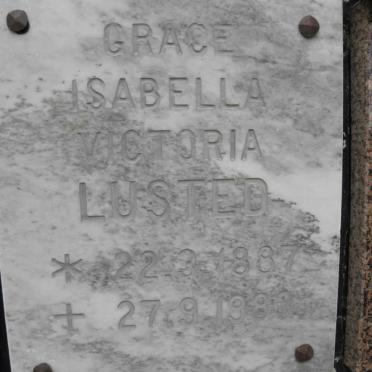 GRACE
ISABELLA
VICTORIA
LUSTED
* 22.3.1887
+ 27.9.